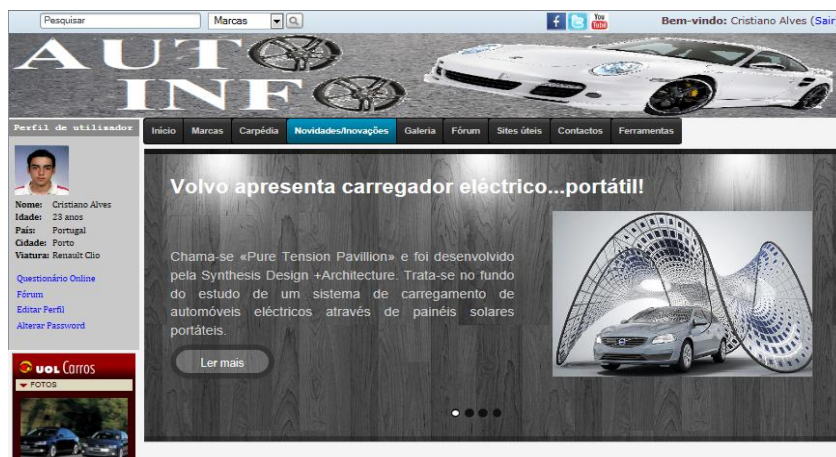 Pesquisar
Marcas
f
You
Tube
Bem-vindo: Cristiano Alves (Sair
AUTO
INFO
Perfil de utilizador
Início Marcas Carpédia Novidades/Inovações Galeria Fórum Sites úteis Contactos Ferramentas
Nome: Cristiano Alves
Idade: 23 anos
País: Portugal
Cidade: Porto
Viatura: Renault Clio
Questionário Online
Fórum
Editar Perfil
Alterar Password
UOL Carros
FOTOS
Volvo apresenta carregador eléctrico...portátil!
Chama-se «Pure Tension Pavillion» e foi desenvolvido
pela Synthesis Design +Architecture. Trata-se no fundo
do estudo de um sistema de carregamento de
automóveis eléctricos através de painéis solares
portáteis.
Ler mais